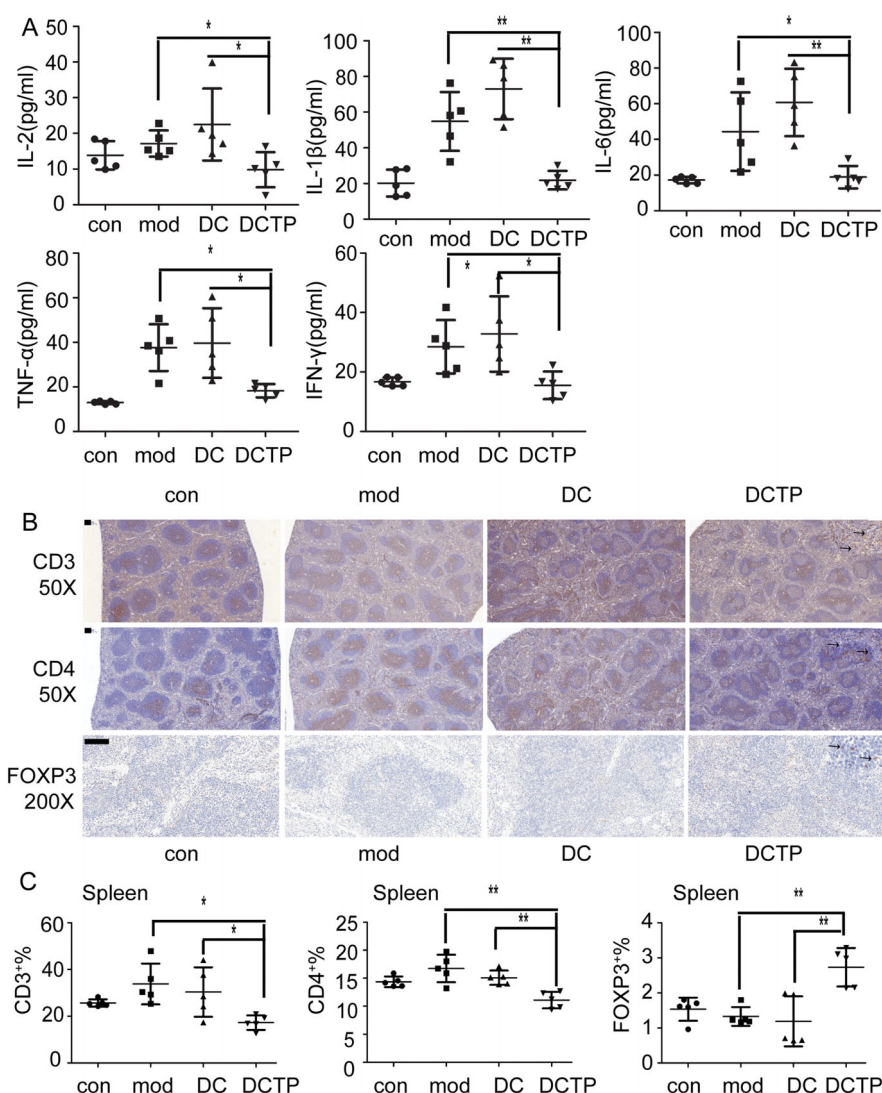 A
IL-2(pg/ml)
50
40
30
20
10
0
con mod DC DCTP
* *
IL-1β(pg/ml)
100
80
60
40
20
0
con mod DC DCTP
** **
IL-6(pg/ml)
100
80
60
40
20
0
con mod DC DCTP
* **
TNF-α(pg/ml)
80
60
40
20
0
con mod DC DCTP
* *
IFN-γ(pg/ml)
60
40
20
0
con mod DC DCTP
* *
con mod DC DCTP
B
CD3
50X
CD4
50X
FOXP3
200X
con mod DC DCTP
C
Spleen
CD3+%
60
40
20
0
con mod DC DCTP
* *
Spleen
CD4+%
25
20
15
10
5
0
con mod DC DCTP
** **
Spleen
FOXP3+%
4
3
2
1
0
con mod DC DCTP
** **